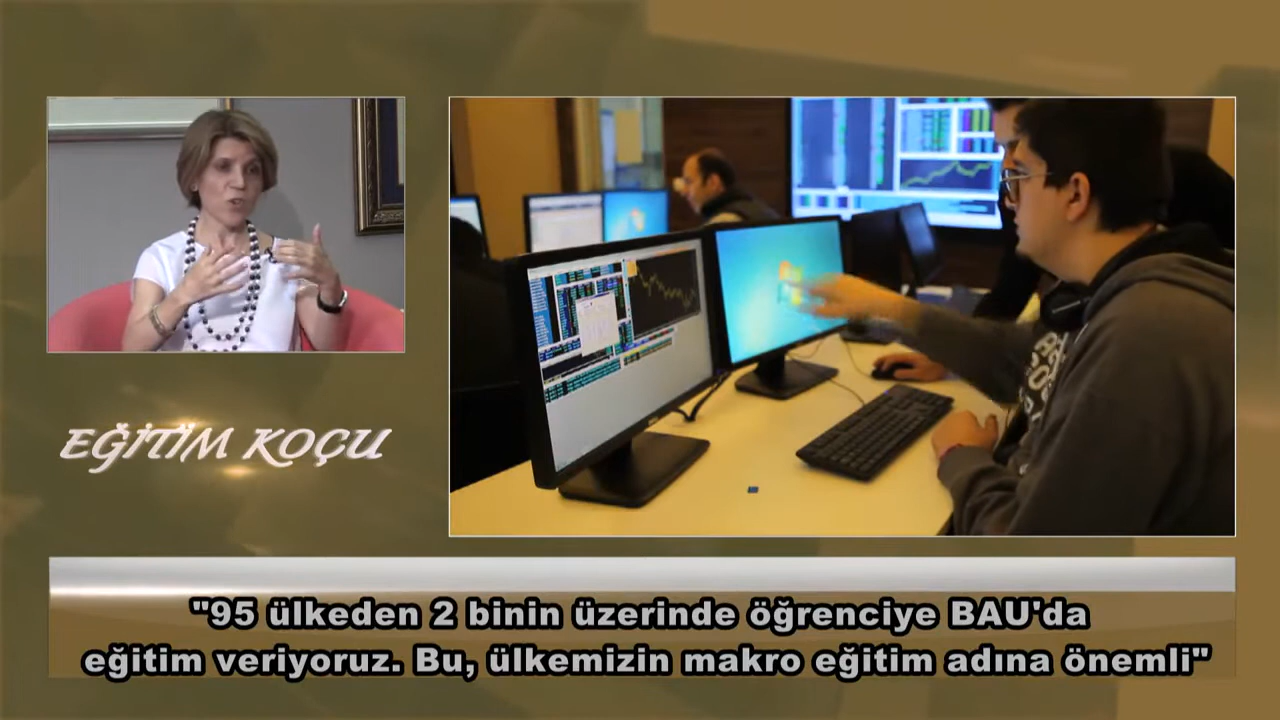 EĞİTİM KOÇU
"95 ülkeden 2 binin üzerinde öğrenciye BAU'da
eğitim veriyoruz. Bu, ülkemizin makro eğitim adına önemli"